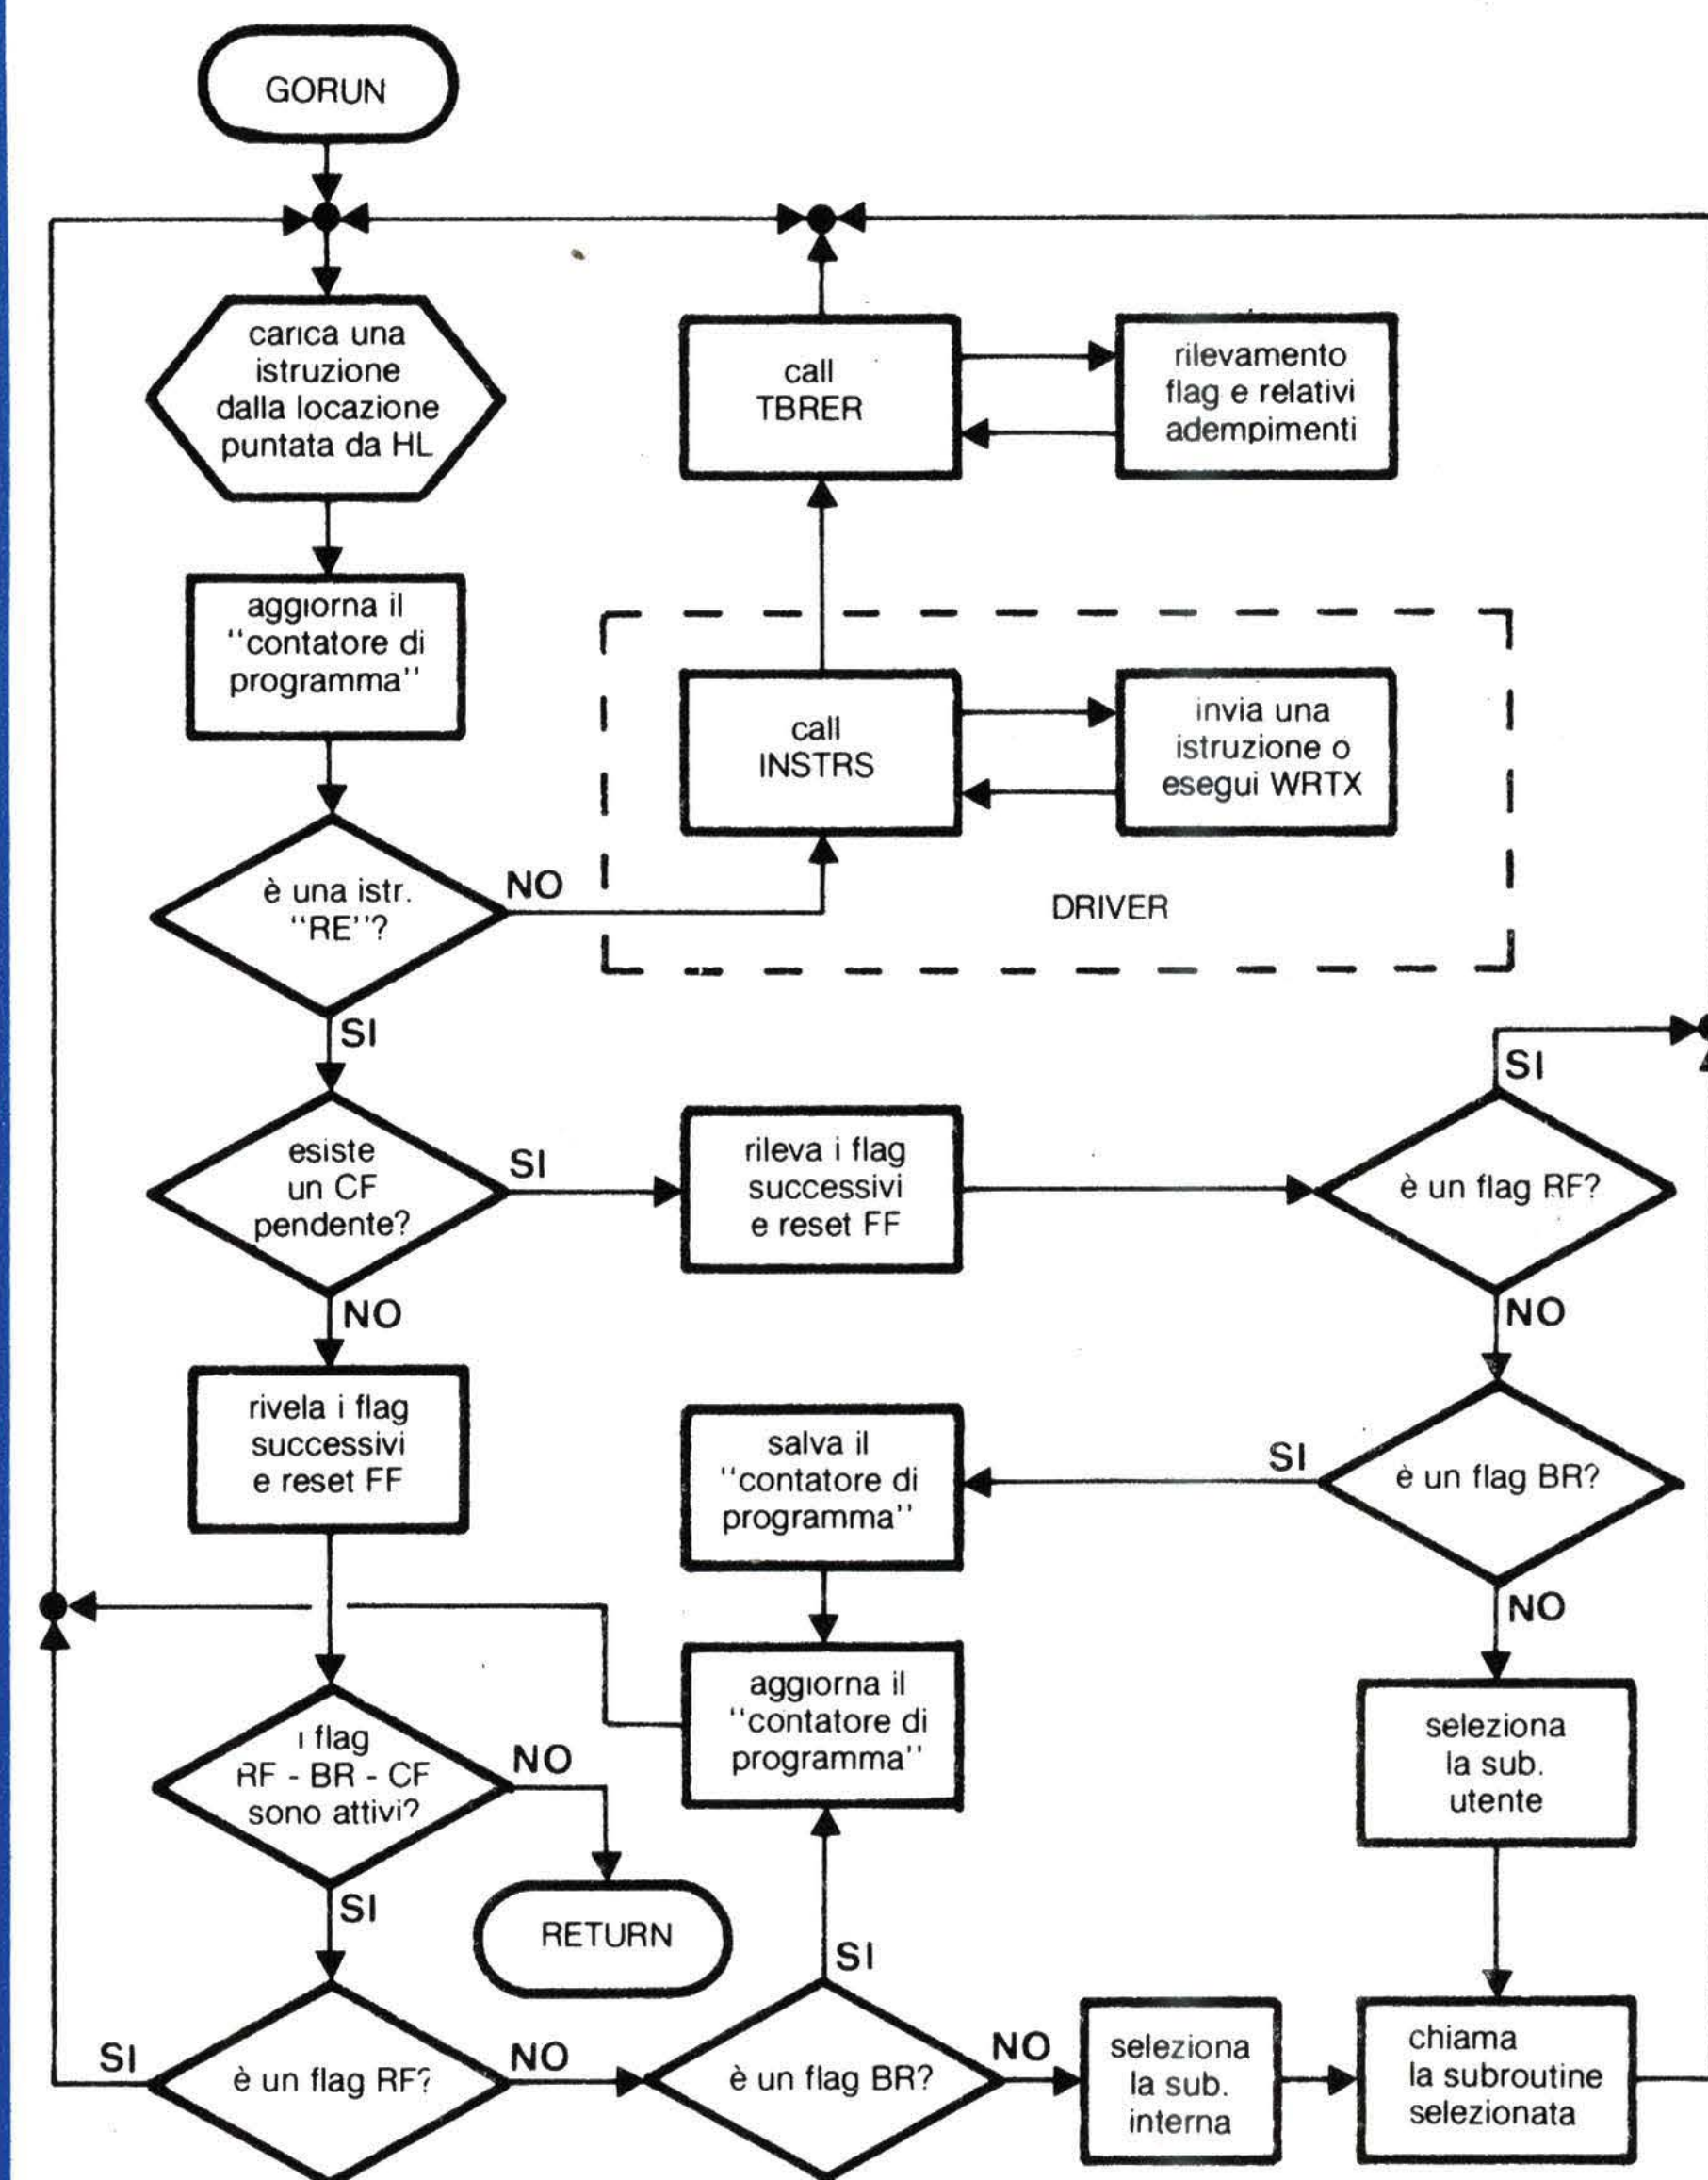 GORUN
carica una
istruzione
dalla locazione
puntata da HL
aggiorna il
"contatore di
programma"
è una istr.
"RE"?
NO
SI
call
TBRER
rilevamento
flag e relativi
adempimenti
call
INSTRS
invia una
istruzione o
esegui WRTX
DRIVER
esiste
un CF
pendente?
SI
NO
rileva i flag
successivi
e reset FF
è un flag RF?
SI
NO
rivela i flag
successivi
e reset FF
salva il
"contatore di
programma"
SI
è un flag BR?
NO
aggiorna il
"contatore di
programma"
seleziona
la sub.
utente
i flag
RF - BR - CF
sono attivi?
NO
SI
RETURN
SI
è un flag RF?
NO
SI
è un flag BR?
NO
seleziona
la sub.
interna
chiama
la subroutine
selezionata